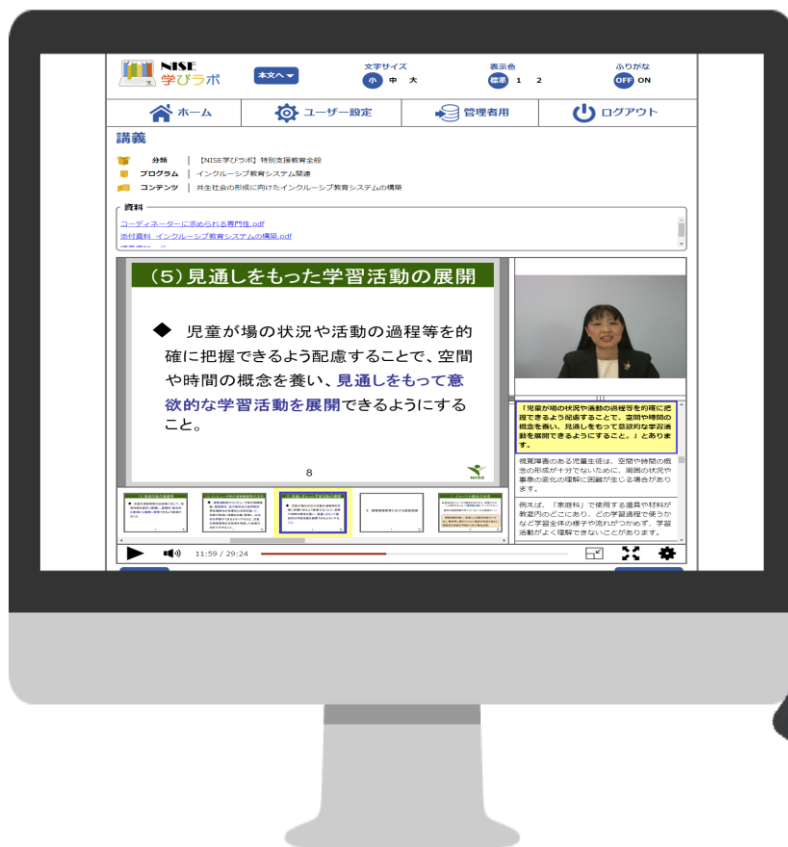 NISE
学びラボ
本文へ
文字サイズ
小 中 大
表示色
標準 1 2
ふりがな
OFF ON
ホーム
ユーザー設定
管理者用
ログアウト
講義
分類 | 【NISE学びラボ】特別支援教育全般
プログラム | インクルーシブ教育システム関連
コンテンツ | 共生社会の形成に向けたインクルーシブ教育システムの構築
資料
コーディネーターに求められる専門性.pdf
添付資料_インクルーシブ教育システムの構築.pdf
(5)見通しをもった学習活動の展開
◆ 児童が場の状況や活動の過程等を的
確に把握できるよう配慮することで、空間
や時間の概念を養い、見通しをもって意
欲的な学習活動を展開できるようにする
こと。
8
NISE
「児童が場の状況や活動の過程等を的確に把
握できるよう配慮することで、空間や時間の
概念を養い、見通しをもって意欲的な学習活
動を展開できるようにすること。」とありま
す。
視覚障害のある児童生徒は、空間や時間の概
念の形成が十分でないために、周囲の状況や
事象の変化の理解に困難が生じる場合があり
ます。
例えば、「家庭科」で使用する道具や材料が
教室内のどこにあり、どの学習過程で使うか
など学習全体の様子や流れがつかめず、学習
活動がよく理解できないことがあります。
11:59 / 29:24